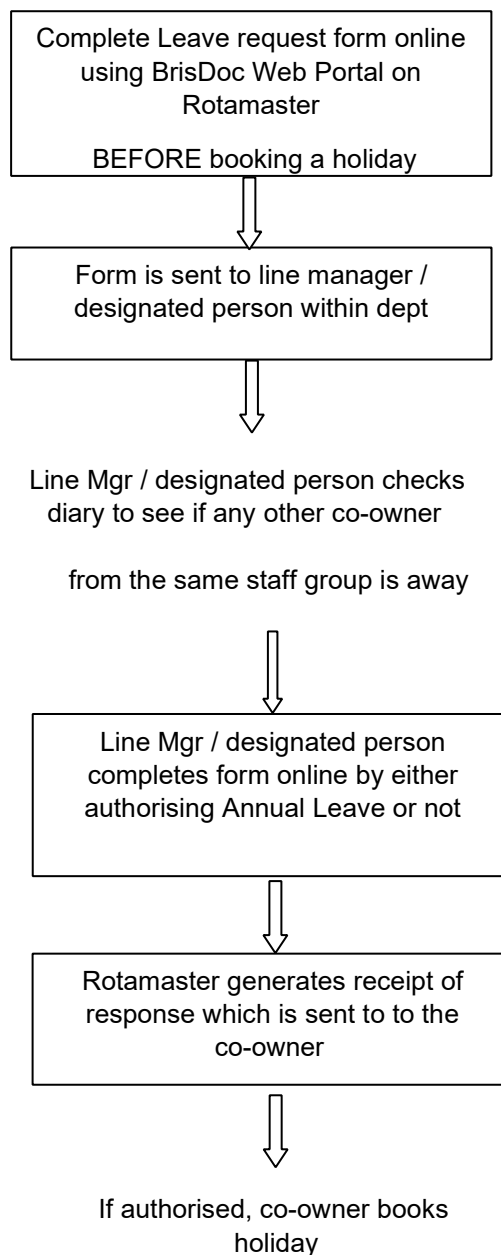 Complete Leave request form online
using BrisDoc Web Portal on
Rotamaster
BEFORE booking a holiday
Form is sent to line manager /
designated person within dept
Line Mgr / designated person checks
diary to see if any other co-owner
from the same staff group is away
Line Mgr / designated person
completes form online by either
authorising Annual Leave or not
Rotamaster generates receipt of
response which is sent to to the
co-owner
If authorised, co-owner books
holiday